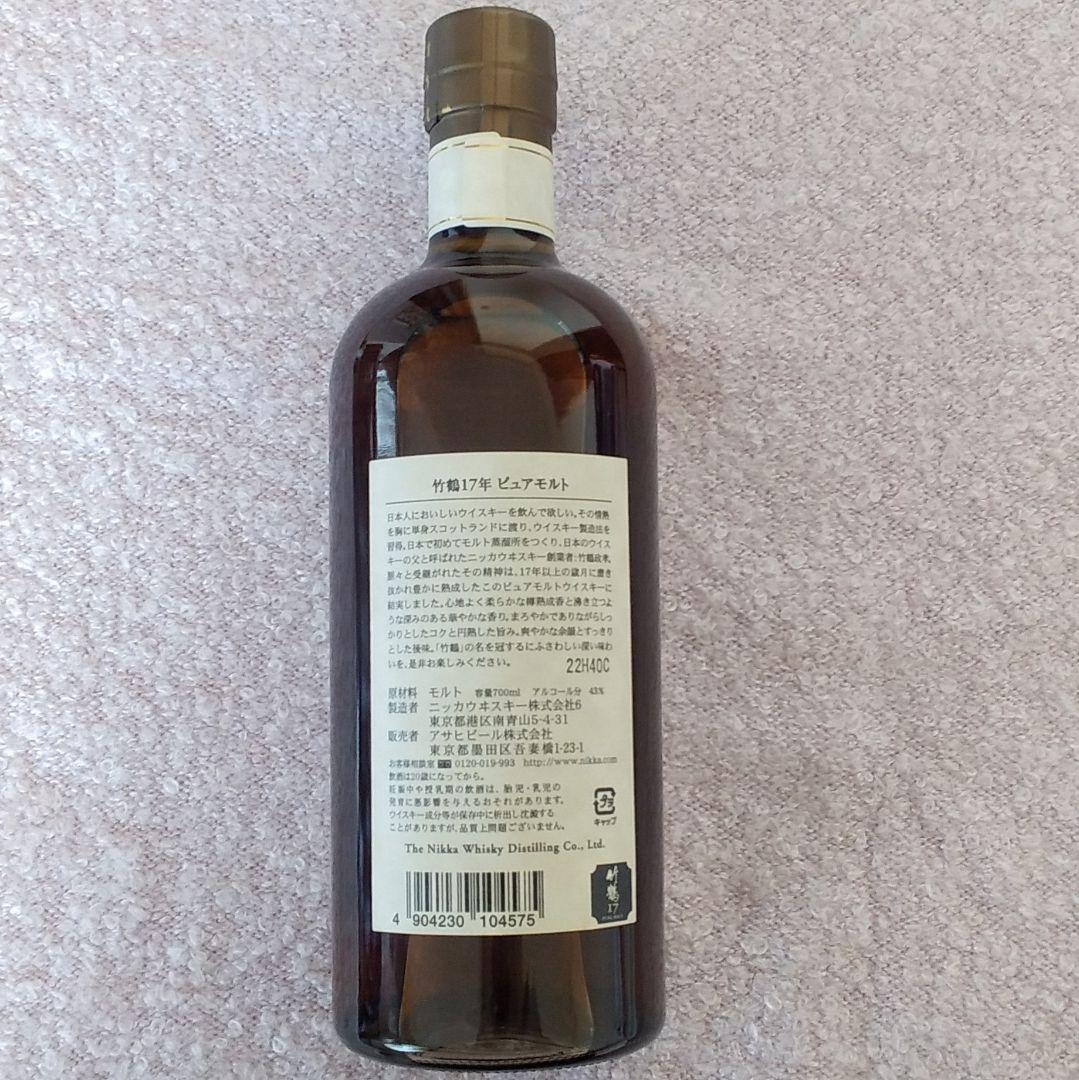 竹鶴17年 ピュアモルト
日本人においしいウイスキーを飲んで欲しい。その情熱
を胸に単身スコットランドに渡り、ウイスキー製造法を
習得。日本で初めてモルト蒸溜所をつくり、日本のウイス
キーの父と呼ばれたニッカウヰスキー創業者:竹鶴政孝。
脈々と受継がれたその精神は、17年以上の歳月に磨き
抜かれ豊かに熟成したこのピュアモルトウイスキーに
結実しました。心地よく柔らかな樽熟成香と沸き立つよ
うな深みのある華やかな香り。まろやかでありながらしっ
かりとしたコクと円熟した旨み。爽やかな余韻とすっきり
とした後味。「竹鶴」の名を冠するにふさわしい深い味わ
いを、是非お楽しみください。 22H40C
原材料 モルト 容量700ml アルコール分 43%
製造者 ニッカウヰスキー株式会社6
東京都港区南青山5-4-31
販売者 アサヒビール株式会社
東京都墨田区吾妻橋1-23-1
お客様相談室 0120-019-993 http://www.nikka.com
飲酒は20歳になってから。
妊娠中や授乳期の飲酒は、胎児・乳児の
発育に悪影響を与えるおそれがあります。
ウイスキー成分等が保存中に析出し沈澱する
ことがありますが、品質上問題ございません。
プラ
キャップ
The Nikka Whisky Distilling Co., Ltd.
竹鶴
17
4 904230 104575